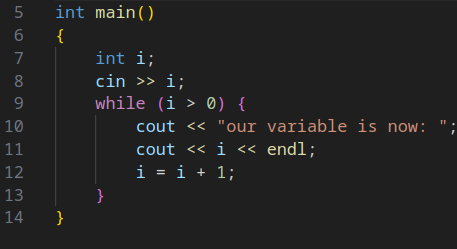 5 int main()
6 {
7     int i;
8     cin >> i;
9     while (i > 0) {
10         cout << "our variable is now: ";
11         cout << i << endl;
12         i = i + 1;
13     }
14 }